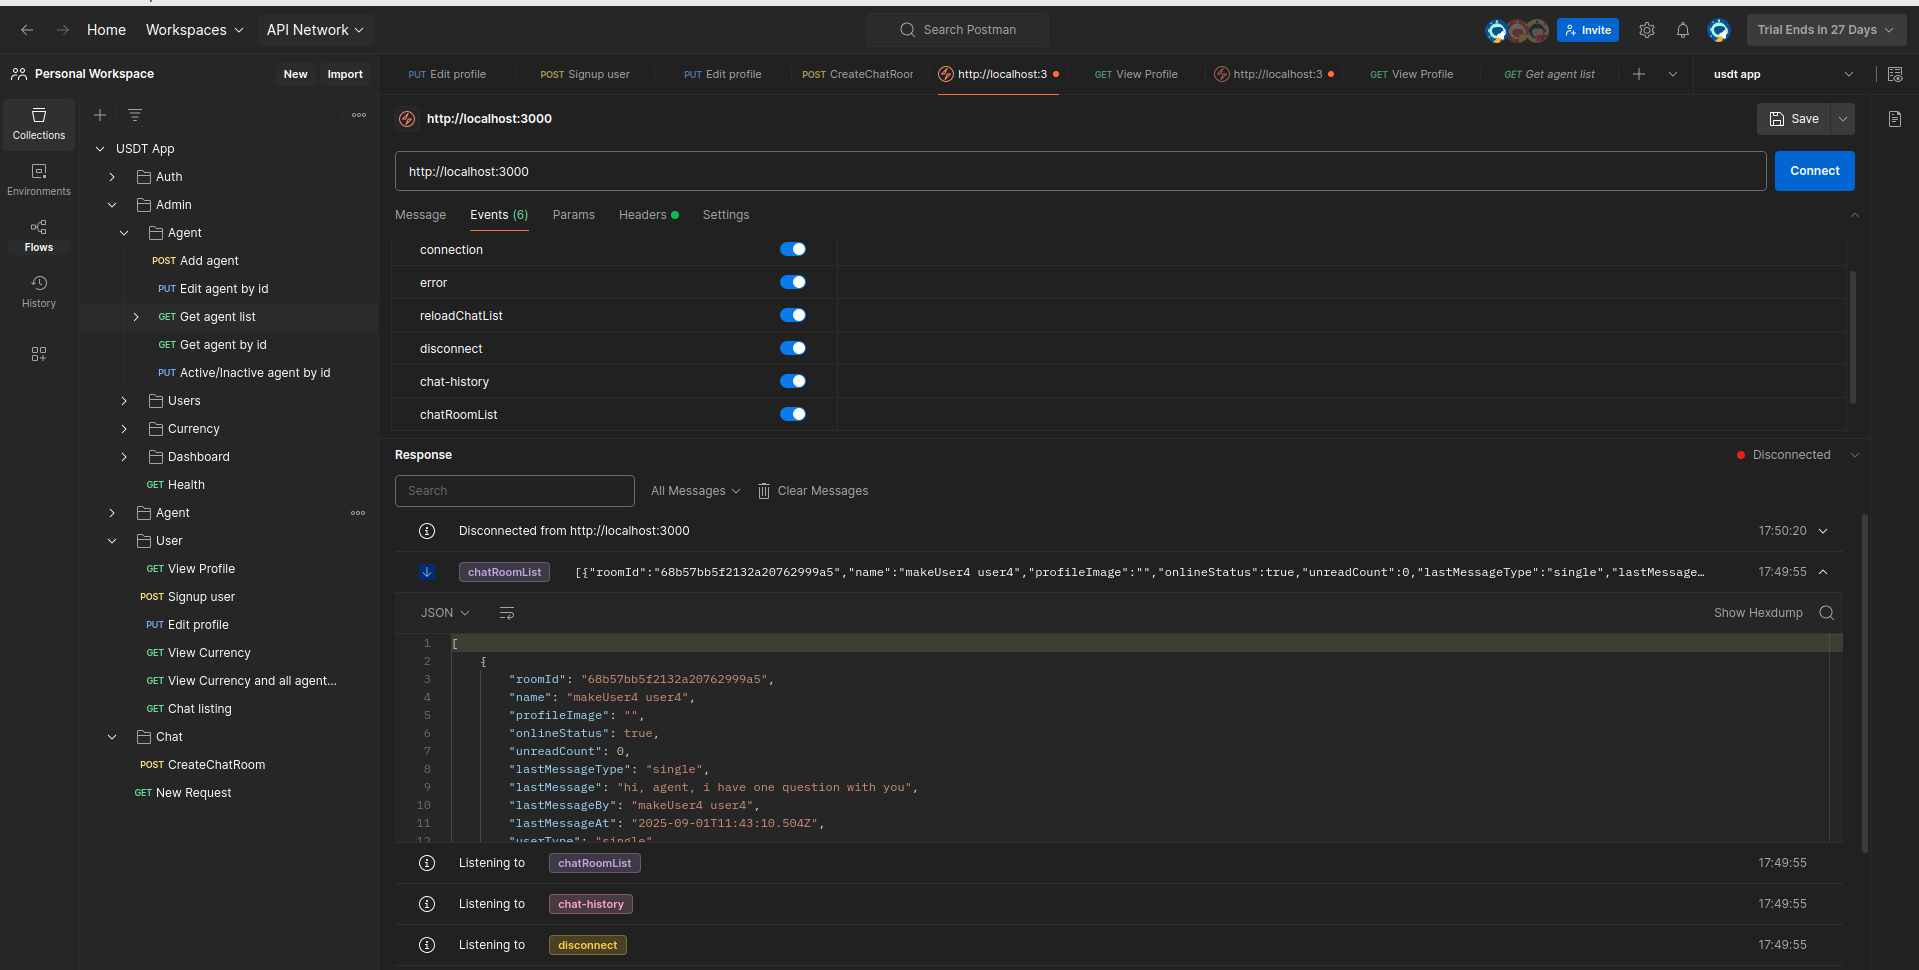 Home
Workspaces
API Network
Search Postman
Invite
Trial Ends in 27 Days
Personal Workspace
New
Import
PUT Edit profile
POST Signup user
PUT Edit profile
POST CreateChatRoor
http://localhost:3
GET View Profile
http://localhost:3
GET View Profile
GET Get agent list
usdt app
Collections
Environments
Flows
History
USDT App
Auth
Admin
Agent
POST Add agent
PUT Edit agent by id
GET Get agent list
GET Get agent by id
PUT Active/Inactive agent by id
Users
Currency
Dashboard
GET Health
Agent
User
GET View Profile
POST Signup user
PUT Edit profile
GET View Currency
GET View Currency and all agent...
GET Chat listing
Chat
POST CreateChatRoom
GET New Request
http://localhost:3000
Save
http://localhost:3000
Connect
Message
Events (6)
Params
Headers
Settings
connection
error
reloadChatList
disconnect
chat-history
chatRoomList
Response
Disconnected
Search
All Messages
Clear Messages
Disconnected from http://localhost:3000
17:50:20
chatRoomList
[{"roomId":"68b57bb5f2132a20762999a5","name":"makeUser4 user4","profileImage":"","onlineStatus":true,"unreadCount":0,"lastMessageType":"single","lastMessage…
17:49:55
JSON
Show Hexdump
1 [
2 {
3 "roomId": "68b57bb5f2132a20762999a5",
4 "name": "makeUser4 user4",
5 "profileImage": "",
6 "onlineStatus": true,
7 "unreadCount": 0,
8 "lastMessageType": "single",
9 "lastMessage": "hi, agent, i have one question with you",
10 "lastMessageBy": "makeUser4 user4",
11 "lastMessageAt": "2025-09-01T11:43:10.504Z",
12 "userType": "single"
Listening to chatRoomList 17:49:55
Listening to chat-history 17:49:55
Listening to disconnect 17:49:55